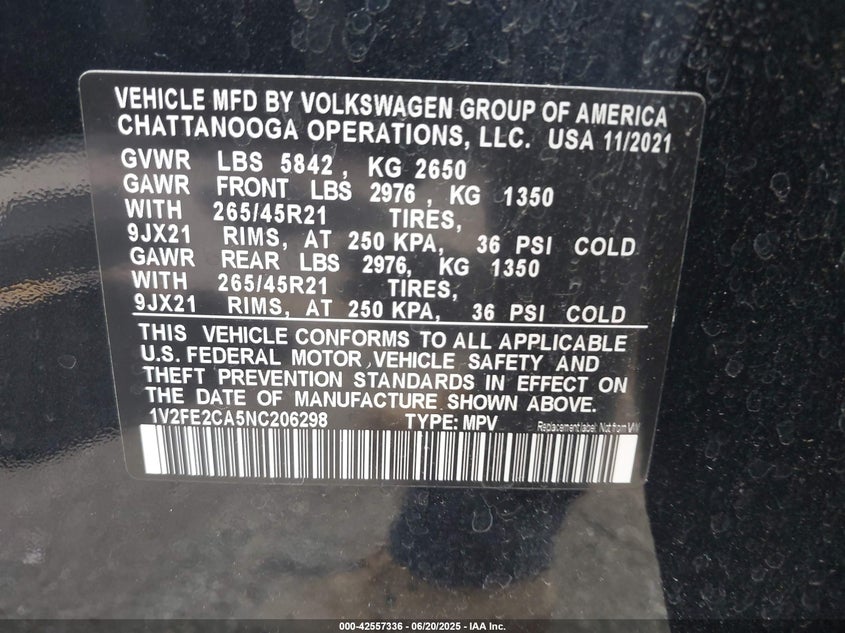 VEHICLE MFD BY VOLKSWAGEN GROUP OF AMERICA
CHATTANOOGA OPERATIONS, LLC. USA 11/2021
GVWR LBS 5842, KG 2650
GAWR FRONT LBS 2976, KG 1350
WITH 265/45R21 TIRES,
9JX21 RIMS, AT 250 KPA, 36 PSI COLD
GAWR REAR LBS 2976, KG 1350
WITH 265/45R21 TIRES,
9JX21 RIMS, AT 250 KPA, 36 PSI COLD
THIS VEHICLE CONFORMS TO ALL APPLICABLE
U.S. FEDERAL MOTOR VEHICLE SAFETY AND
THEFT PREVENTION STANDARDS IN EFFECT ON
THE DATE OF MANUFACTURE SHOWN ABOVE.
1V2FE2CA5NC206298 TYPE: MPV Replacement label: Not from VW
000-42557336 - 06/20/2025 - IAA Inc.